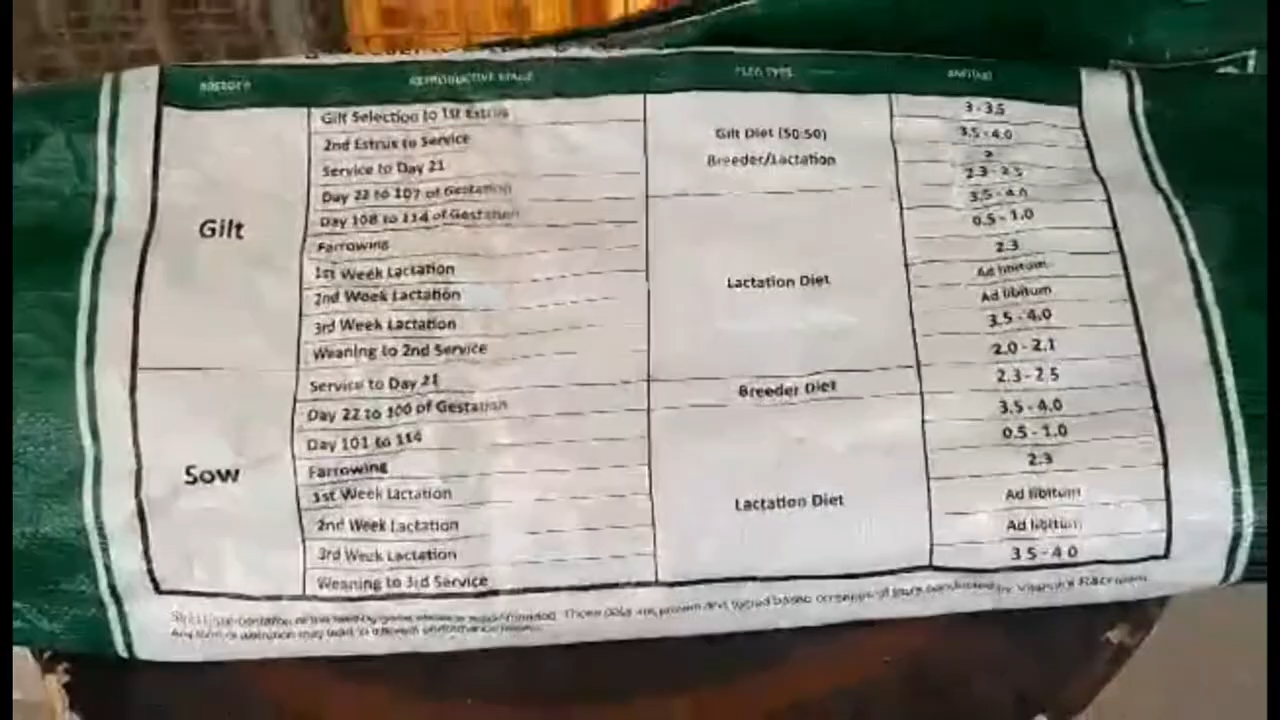 REPRODUCTIVE STAGE FEED TYPE
Gilt
Gilt Selection to 1st Estrus
2nd Estrus to Service
Service to Day 21
Day 22 to 107 of Gestation
Day 108 to 114 of Gestation
Farrowing
1st Week Lactation
2nd Week Lactation
3rd Week Lactation
Weaning to 2nd Service
Gilt Diet (50:50)
Breeder/Lactation
Lactation Diet
3 - 3.5
3.5 - 4.0
2
2.3 - 2.5
3.5 - 4.0
0.5 - 1.0
2.3
Ad libitum
Ad libitum
3.5 - 4.0
Sow
Service to Day 21
Day 22 to 100 of Gestation
Day 101 to 114
Farrowing
1st Week Lactation
2nd Week Lactation
3rd Week Lactation
Weaning to 3rd Service
Breeder Diet
Lactation Diet
2.0 - 2.1
2.3 - 2.5
3.5 - 4.0
0.5 - 1.0
2.3
Ad libitum
Ad libitum
3.5 - 4.0